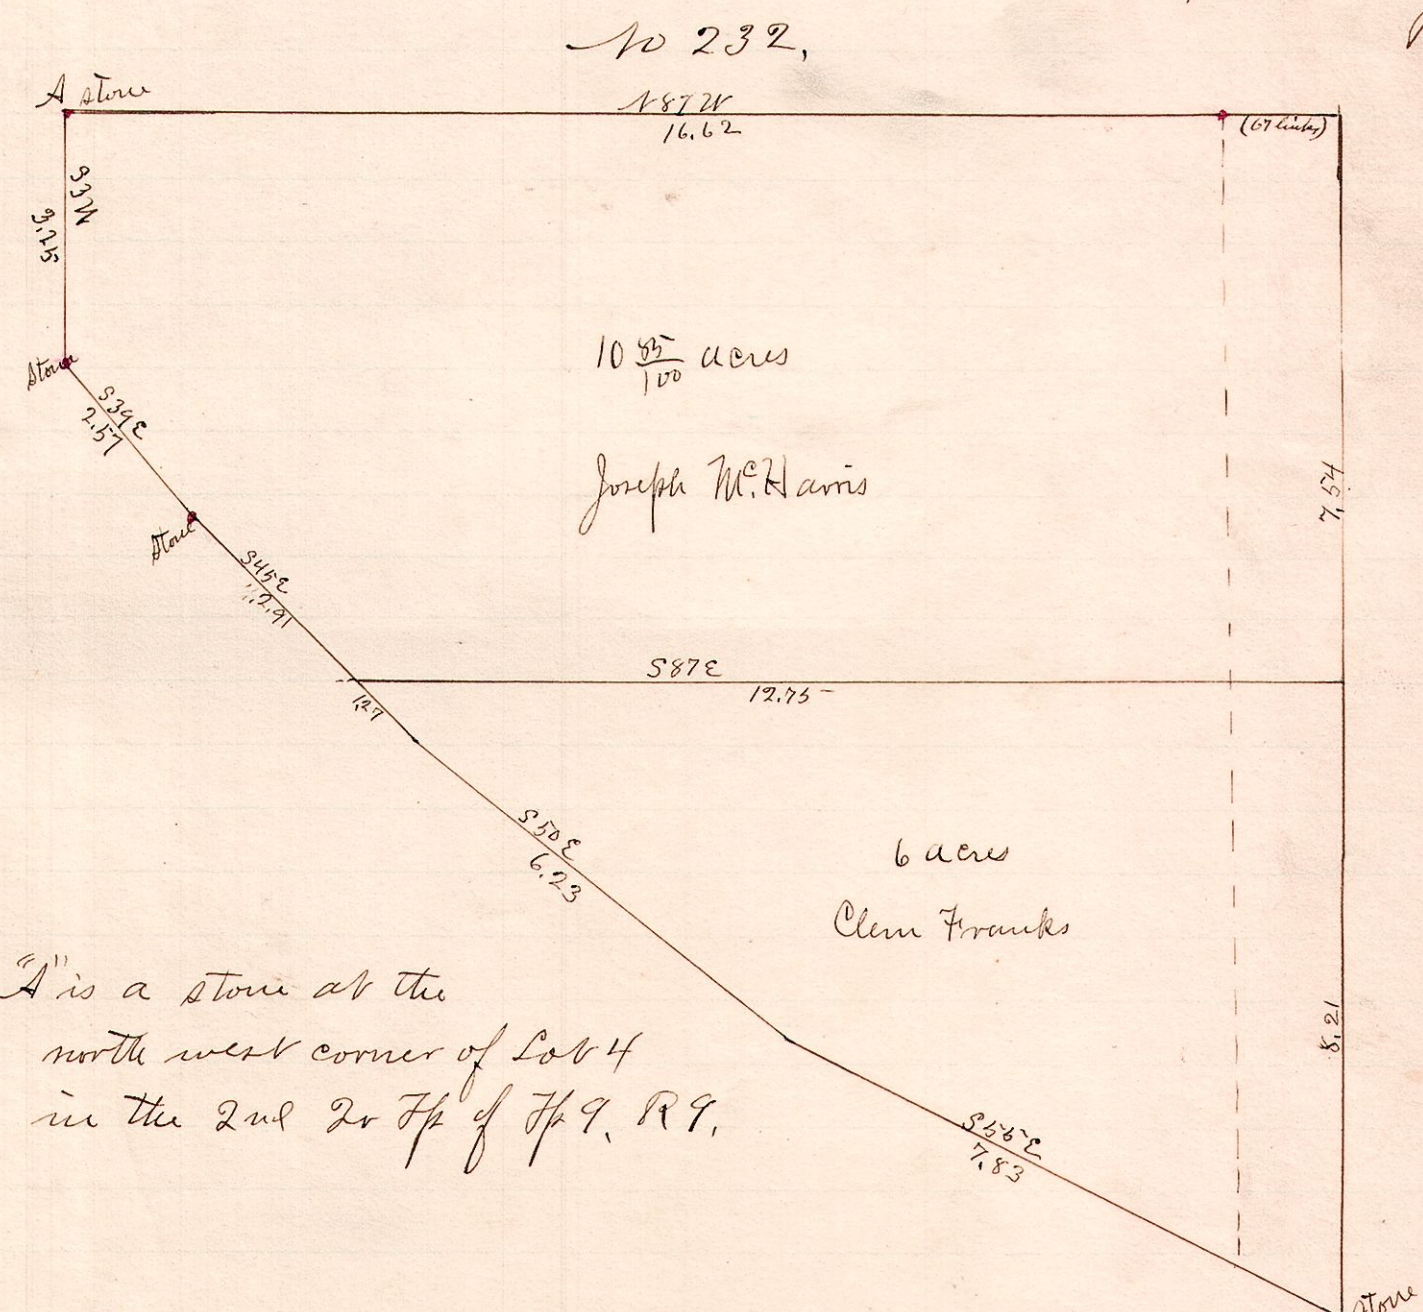 No 232,
A stone
N87W
16.62
(67 links)
S3W
3.25
Stone
S39E
2.57
Stone
S45E
2.91
10 85/100 acres
Joseph McHarris
7,54
S87E
12.75
1,27
S50E
6.23
6 acres
Clem Franks
8,21
"A" is a stone at the
north west corner of Lot 4
in the 2nd Qr Tp of Tp 9, R 9,
S55E
7.83
stone